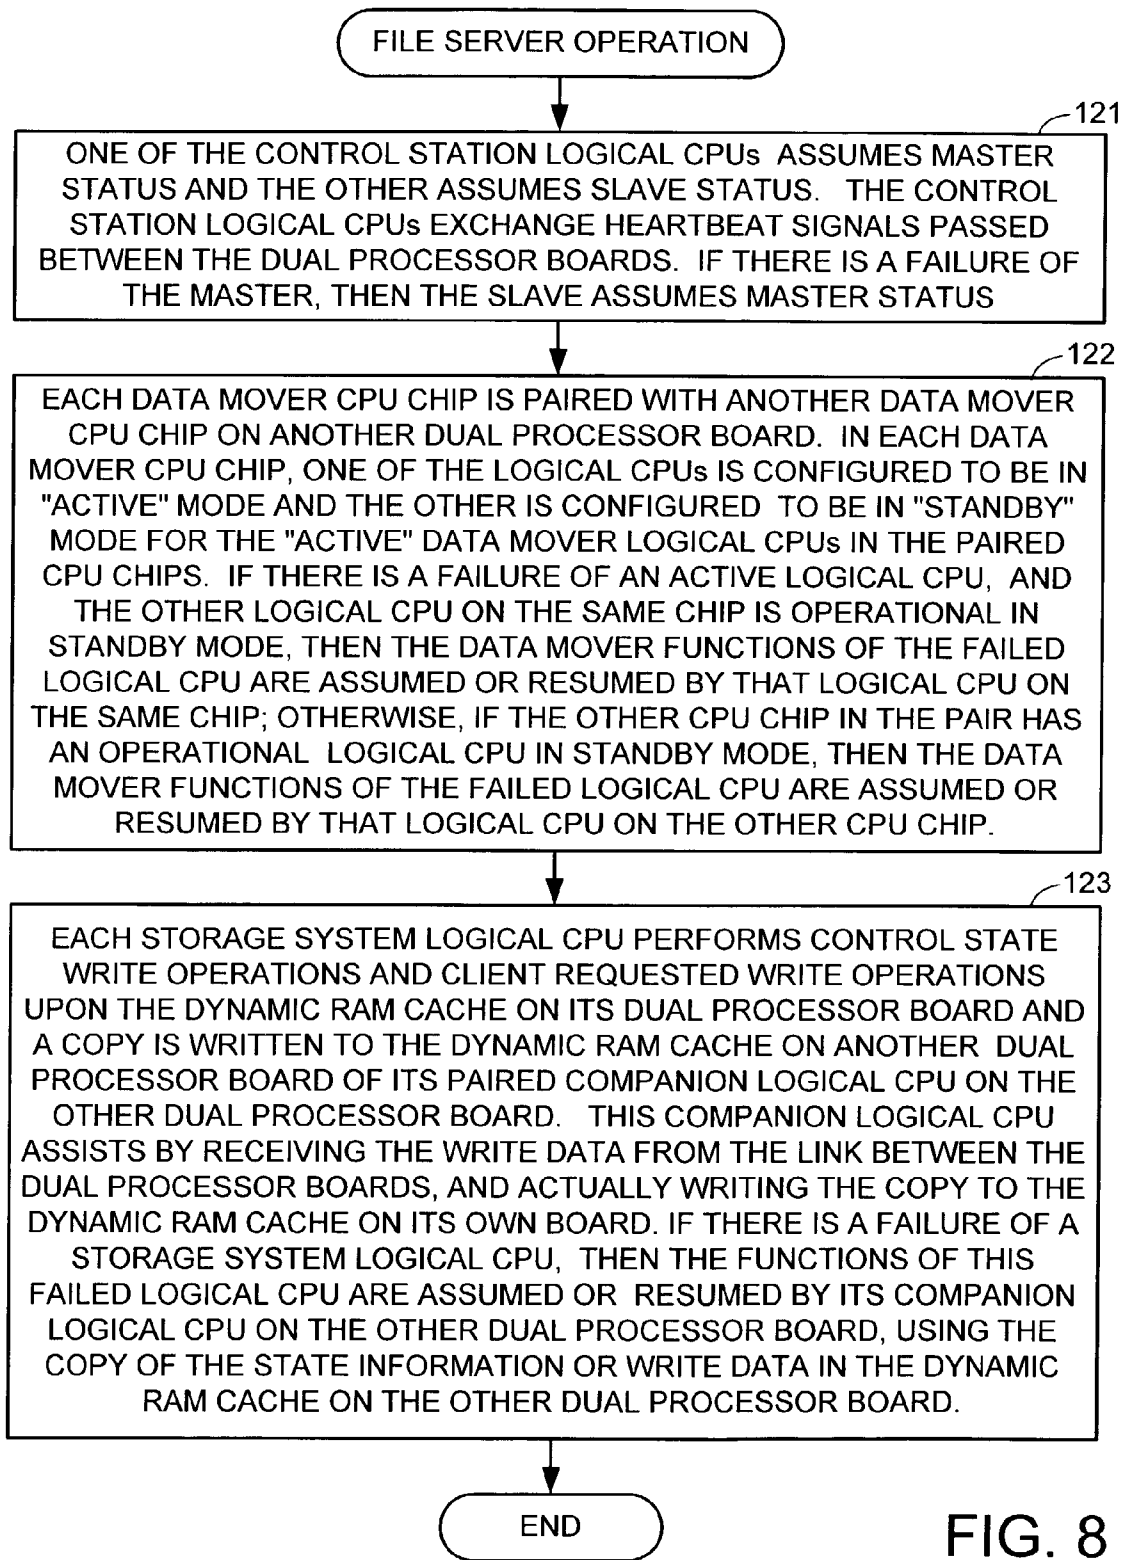 FILE SERVER OPERATION
121
ONE OF THE CONTROL STATION LOGICAL CPUs ASSUMES MASTER
STATUS AND THE OTHER ASSUMES SLAVE STATUS. THE CONTROL
STATION LOGICAL CPUs EXCHANGE HEARTBEAT SIGNALS PASSED
BETWEEN THE DUAL PROCESSOR BOARDS. IF THERE IS A FAILURE OF
THE MASTER, THEN THE SLAVE ASSUMES MASTER STATUS
122
EACH DATA MOVER CPU CHIP IS PAIRED WITH ANOTHER DATA MOVER
CPU CHIP ON ANOTHER DUAL PROCESSOR BOARD. IN EACH DATA
MOVER CPU CHIP, ONE OF THE LOGICAL CPUs IS CONFIGURED TO BE IN
"ACTIVE" MODE AND THE OTHER IS CONFIGURED TO BE IN "STANDBY"
MODE FOR THE "ACTIVE" DATA MOVER LOGICAL CPUs IN THE PAIRED
CPU CHIPS. IF THERE IS A FAILURE OF AN ACTIVE LOGICAL CPU, AND
THE OTHER LOGICAL CPU ON THE SAME CHIP IS OPERATIONAL IN
STANDBY MODE, THEN THE DATA MOVER FUNCTIONS OF THE FAILED
LOGICAL CPU ARE ASSUMED OR RESUMED BY THAT LOGICAL CPU ON
THE SAME CHIP; OTHERWISE, IF THE OTHER CPU CHIP IN THE PAIR HAS
AN OPERATIONAL LOGICAL CPU IN STANDBY MODE, THEN THE DATA
MOVER FUNCTIONS OF THE FAILED LOGICAL CPU ARE ASSUMED OR
RESUMED BY THAT LOGICAL CPU ON THE OTHER CPU CHIP.
123
EACH STORAGE SYSTEM LOGICAL CPU PERFORMS CONTROL STATE
WRITE OPERATIONS AND CLIENT REQUESTED WRITE OPERATIONS
UPON THE DYNAMIC RAM CACHE ON ITS DUAL PROCESSOR BOARD AND
A COPY IS WRITTEN TO THE DYNAMIC RAM CACHE ON ANOTHER DUAL
PROCESSOR BOARD OF ITS PAIRED COMPANION LOGICAL CPU ON THE
OTHER DUAL PROCESSOR BOARD. THIS COMPANION LOGICAL CPU
ASSISTS BY RECEIVING THE WRITE DATA FROM THE LINK BETWEEN THE
DUAL PROCESSOR BOARDS, AND ACTUALLY WRITING THE COPY TO THE
DYNAMIC RAM CACHE ON ITS OWN BOARD. IF THERE IS A FAILURE OF A
STORAGE SYSTEM LOGICAL CPU, THEN THE FUNCTIONS OF THIS
FAILED LOGICAL CPU ARE ASSUMED OR RESUMED BY ITS COMPANION
LOGICAL CPU ON THE OTHER DUAL PROCESSOR BOARD, USING THE
COPY OF THE STATE INFORMATION OR WRITE DATA IN THE DYNAMIC
RAM CACHE ON THE OTHER DUAL PROCESSOR BOARD.
END
FIG. 8